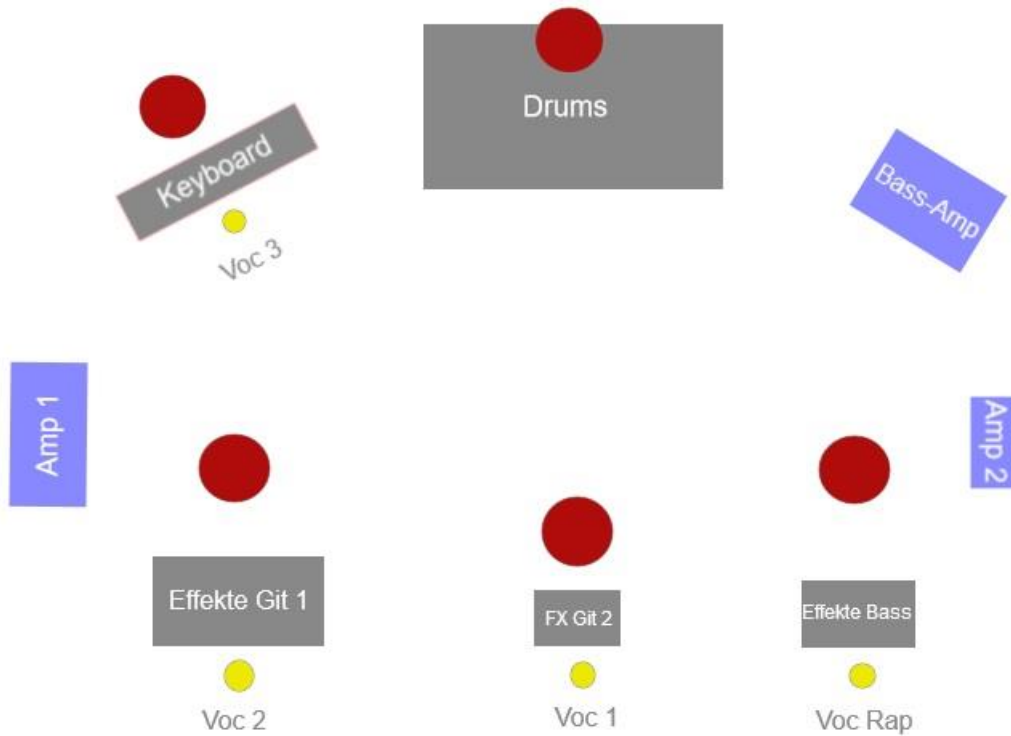 Drums
Keyboard
Bass-Amp
Voc 3
Amp 1
Amp 2
Effekte Git 1
FX Git 2
Effekte Bass
Voc 2
Voc 1
Voc Rap